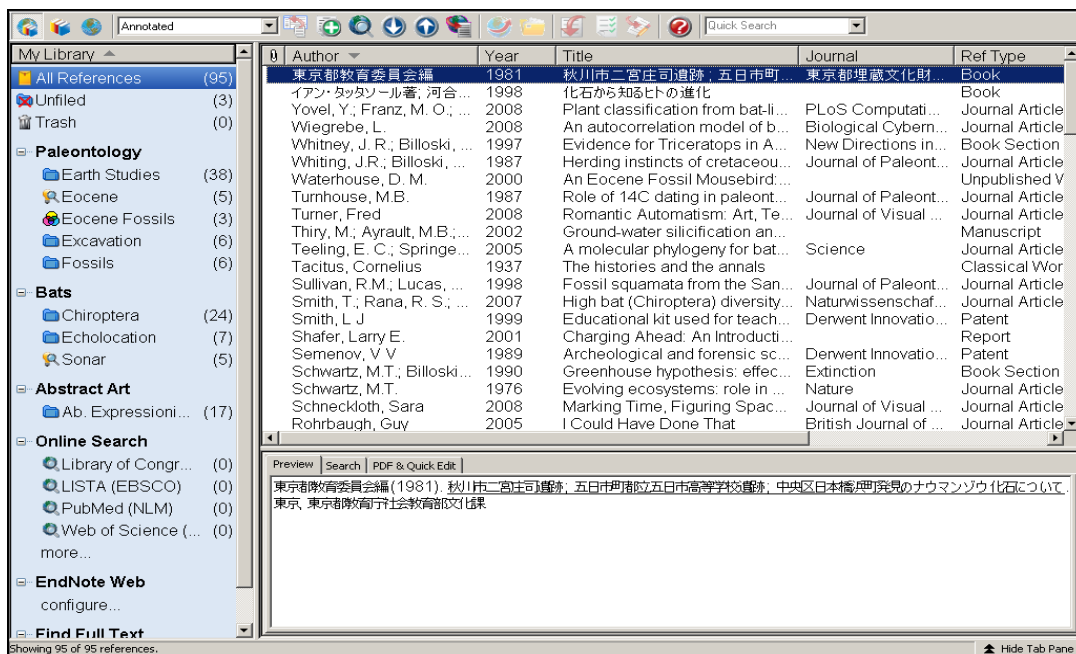 Annotated
Quick Search
My Library
All References (95)
Unfiled (3)
Trash (0)
Paleontology
Earth Studies (38)
Eocene (5)
Eocene Fossils (3)
Excavation (6)
Fossils (6)
Bats
Chiroptera (24)
Echolocation (7)
Sonar (5)
Abstract Art
Ab. Expressioni... (17)
Online Search
Library of Congr... (0)
LISTA (EBSCO) (0)
PubMed (NLM) (0)
Web of Science (... (0)
more...
EndNote Web
configure...
Find Full Text
Author Year Title Journal Ref Type
東京都教育委員会編 1981 秋川市二宮庄司遺跡 ; 五日市町... 東京都埋蔵文化財... Book
イアン・タッタソール著; 河合... 1998 化石から知るヒトの進化 Book
Yovel, Y.; Franz, M. O.; ... 2008 Plant classification from bat-li... PLoS Computati... Journal Article
Wiegrebe, L. 2008 An autocorrelation model of b... Biological Cybern... Journal Article
Whitney, J. R.; Billoski, ... 1997 Evidence for Triceratops in A... New Directions in... Book Section
Whiting, J.R.; Billoski, ... 1987 Herding instincts of cretaceou... Journal of Paleont... Journal Article
Waterhouse, D. M. 2000 An Eocene Fossil Mousebird:... Unpublished W
Turnhouse, M.B. 1987 Role of 14C dating in paleont... Journal of Paleont... Journal Article
Turner, Fred 2008 Romantic Automatism: Art, Te... Journal of Visual ... Journal Article
Thiry, M.; Ayrault, M.B.;... 2002 Ground-water silicification an... Manuscript
Teeling, E. C.; Springe... 2005 A molecular phylogeny for bat... Science Journal Article
Tacitus, Cornelius 1937 The histories and the annals Classical Wor
Sullivan, R.M.; Lucas, ... 1998 Fossil squamata from the San... Journal of Paleont... Journal Article
Smith, T.; Rana, R. S.; ... 2007 High bat (Chiroptera) diversity... Naturwissenschaf... Journal Article
Smith, L J 1999 Educational kit used for teach... Derwent Innovatio... Patent
Shafer, Larry E. 2001 Charging Ahead: An Introducti... Report
Semenov, V V 1989 Archeological and forensic sc... Derwent Innovatio... Patent
Schwartz, M.T.; Billoski... 1990 Greenhouse hypothesis: effec... Extinction Book Section
Schwartz, M.T. 1976 Evolving ecosystems: role in ... Nature Journal Article
Schneckloth, Sara 2008 Marking Time, Figuring Spac... Journal of Visual ... Journal Article
Rohrbaugh, Guy 2005 I Could Have Done That British Journal of ... Journal Article
Preview Search PDF & Quick Edit
東京都教育委員会編 (1981). 秋川市二宮庄司遺跡 ; 五日市町都立五日市高等学校遺跡 ; 中央区日本橋浜町発見のナウマンゾウ化石について.
東京, 東京都教育庁社会教育部文化課
Showing 95 of 95 references.
Hide Tab Pane